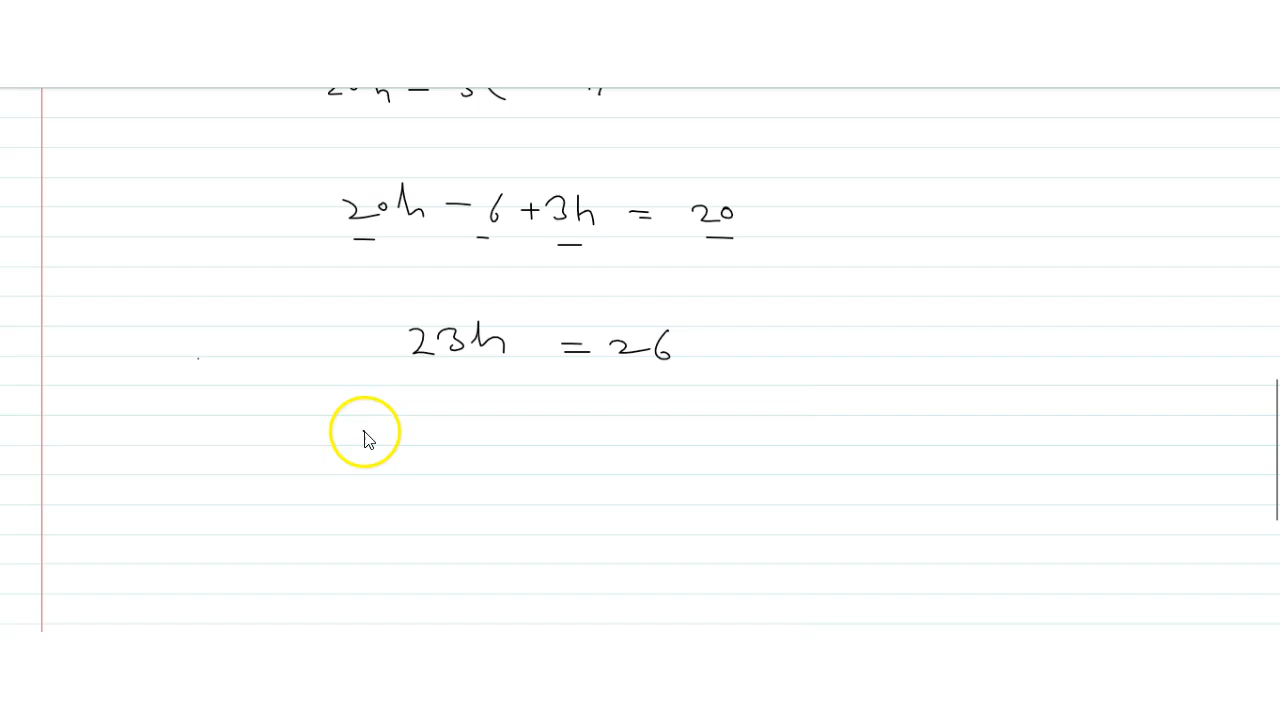 20h - 6 + 3h = 20
23h = 26